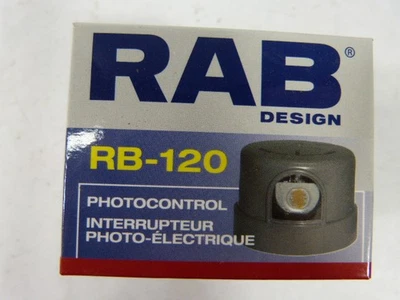 RAB®
DESIGN
RB-120
PHOTOCONTROL
INTERRUPTEUR
PHOTO-ÉLECTRIQUE